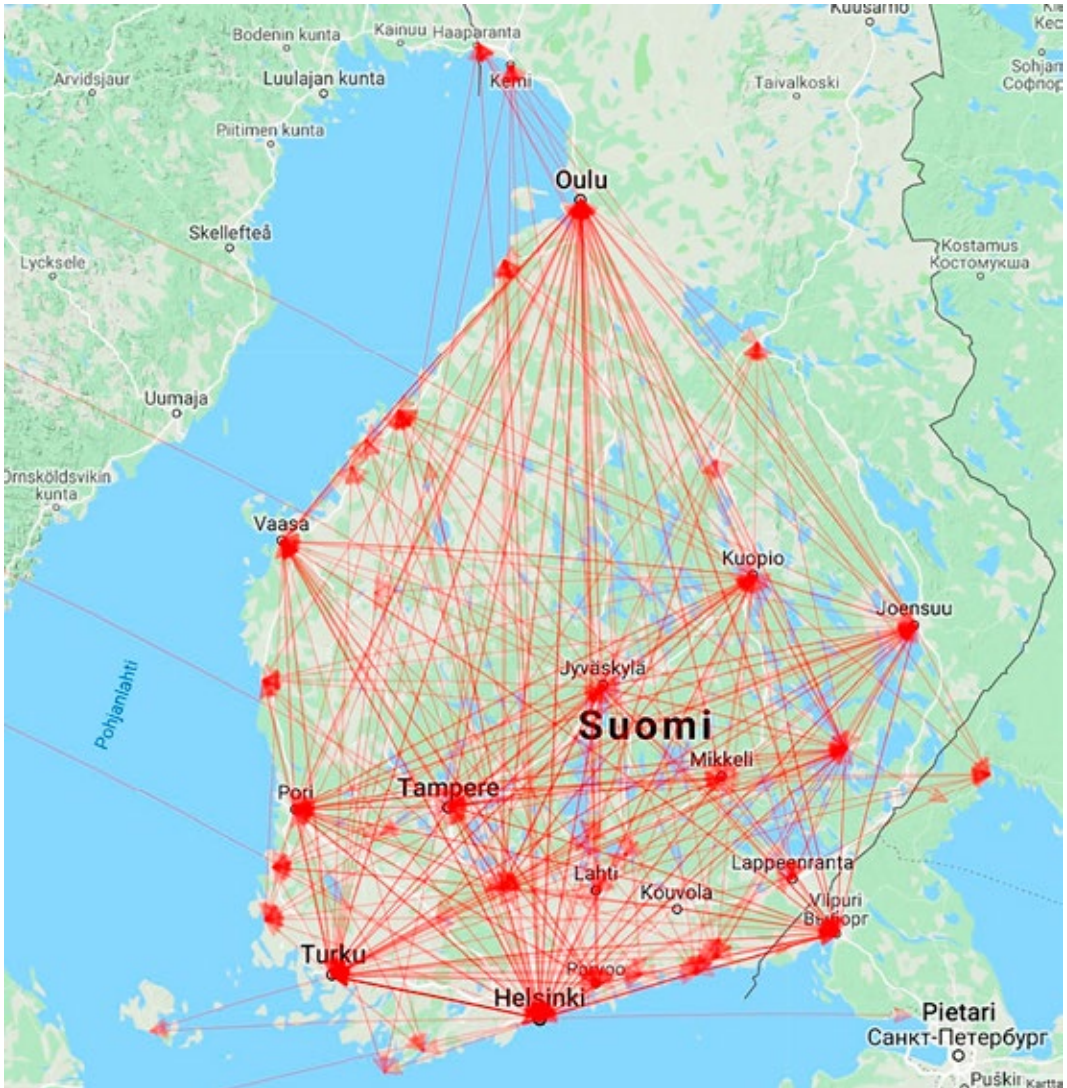 Kuusamo
Bodenin kunta
Kainuu
Haaparanta
Arvidsjaur
Luulajan kunta
Kemi
Taivalkoski
Piitimen kunta
Oulu
Skellefteå
Lycksele
Kostamus
Костомукша
Uumaja
Örnsköldsvikin
kunta
Vaasa
Kuopio
Joensuu
Jyväskylä
Suomi
Pohjanlahti
Mikkeli
Pori
Tampere
Lappeenranta
Lahti
Kouvola
Viipuri
Выборг
Turku
Porvoo
Helsinki
Pietari
Санкт-Петербург
Puškin
Kartta